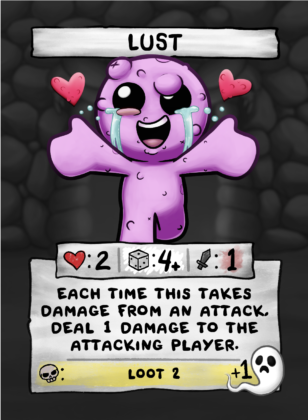 LUST
:2 :4+ :1
EACH TIME THIS TAKES
DAMAGE FROM AN ATTACK,
DEAL 1 DAMAGE TO THE
ATTACKING PLAYER.
: LOOT 2 +1